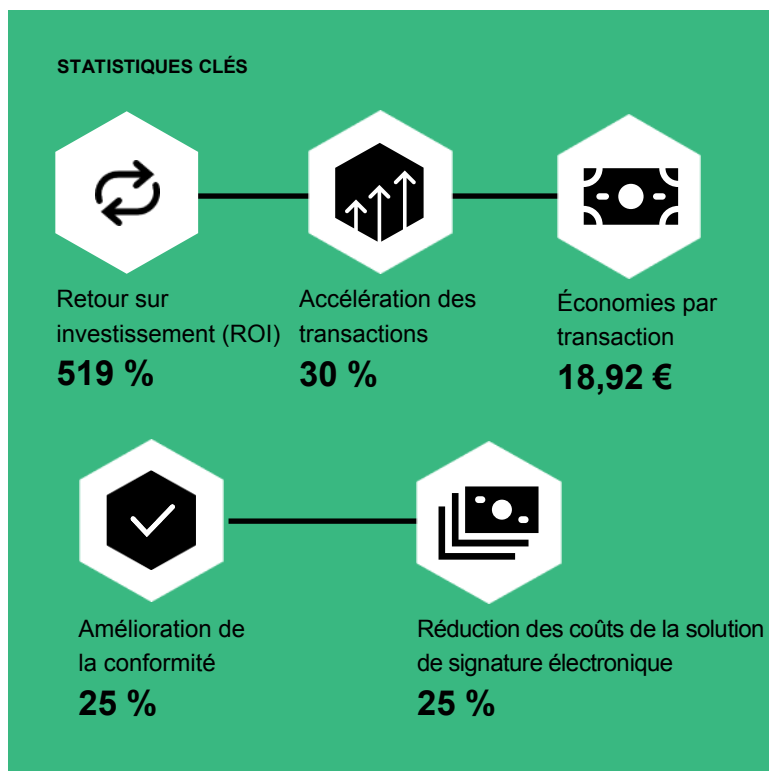 STATISTIQUES CLÉS
Retour sur
investissement (ROI)
519 %
Accélération des
transactions
30 %
Économies par
transaction
18,92 €
Amélioration de
la conformité
25 %
Réduction des coûts de la solution
de signature électronique
25 %